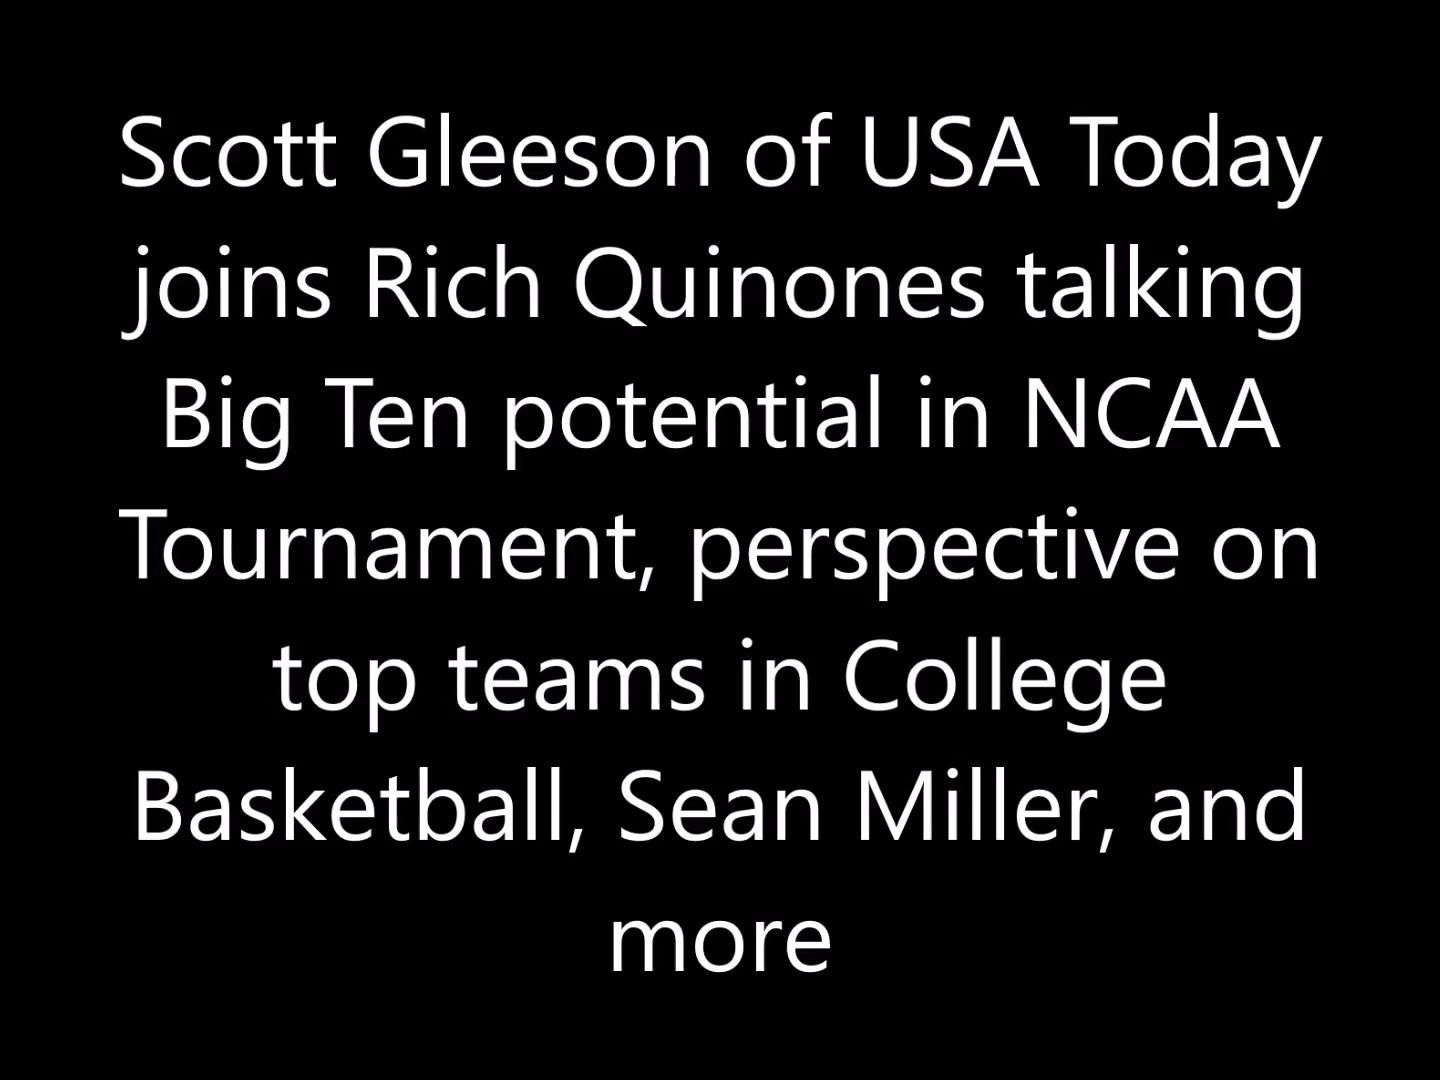 Scott Gleeson of USA Today
joins Rich Quinones talking
Big Ten potential in NCAA
Tournament, perspective on
top teams in College
Basketball, Sean Miller, and
more